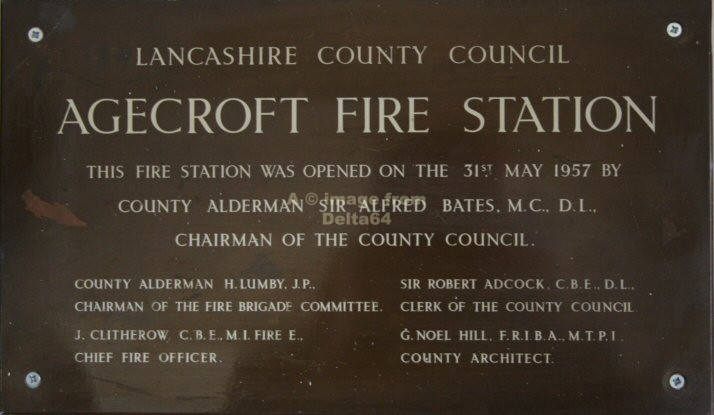 LANCASHIRE COUNTY COUNCIL
AGECROFT FIRE STATION
THIS FIRE STATION WAS OPENED ON THE 31ST MAY 1957 BY
COUNTY ALDERMAN SIR ALFRED BATES, M.C., D.L.,
CHAIRMAN OF THE COUNTY COUNCIL.
A © image from
Delta64
COUNTY ALDERMAN H. LUMBY, J.P.,
CHAIRMAN OF THE FIRE BRIGADE COMMITTEE.
J. CLITHEROW, C.B.E., M.I. FIRE E.,
CHIEF FIRE OFFICER.
SIR ROBERT ADCOCK, C.B.E., D.L.,
CLERK OF THE COUNTY COUNCIL
G. NOEL HILL, F.R.I.B.A., M.T.P.I.
COUNTY ARCHITECT.